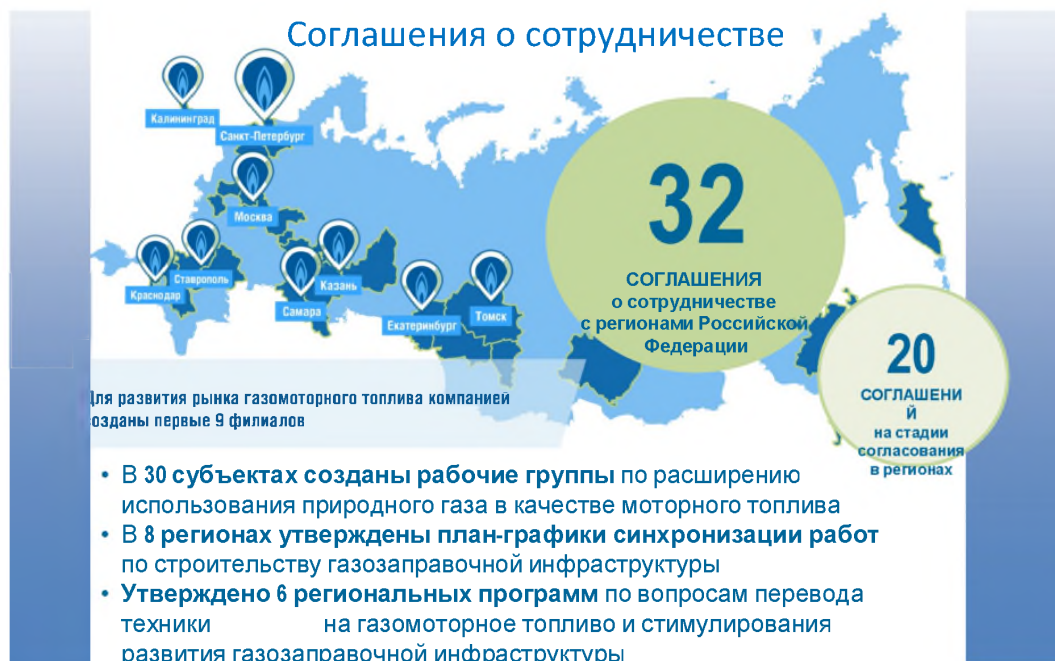 Соглашения о сотрудничестве
Калининград
Санкт-Петербург
Москва
Ставрополь
Краснодар
Казань
Самара
Екатеринбург
Томск
32
СОГЛАШЕНИЯ
о сотрудничестве
с регионами Российской
Федерации
20
СОГЛАШЕНИ
Й
на стадии
согласования
в регионах
Для развития рынка газомоторного топлива компанией
созданы первые 9 филиалов
• В 30 субъектах созданы рабочие группы по расширению
использования природного газа в качестве моторного топлива
• В 8 регионах утверждены план-графики синхронизации работ
по строительству газозаправочной инфраструктуры
• Утверждено 6 региональных программ по вопросам перевода
техники на газомоторное топливо и стимулирования
развития газозаправочной инфраструктуры